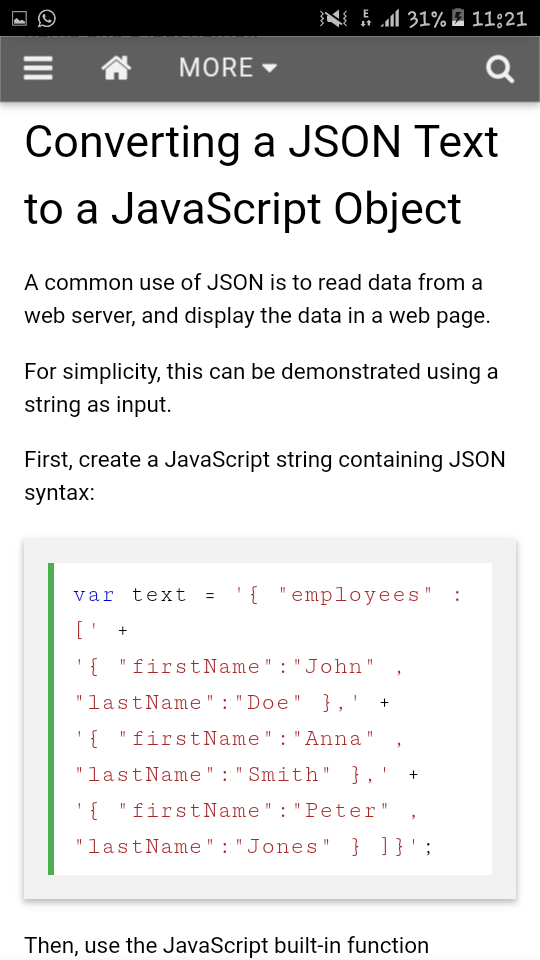 E
31%
11:21
MORE
Converting a JSON Text
to a JavaScript Object
A common use of JSON is to read data from a
web server, and display the data in a web page.
For simplicity, this can be demonstrated using a
string as input.
First, create a JavaScript string containing JSON
syntax:
var text = '{ "employees" :
[' +
'{ "firstName":"John" ,
"lastName":"Doe" },' +
'{ "firstName":"Anna" ,
"lastName":"Smith" },' +
'{ "firstName":"Peter" ,
"lastName":"Jones" } ]}';
Then, use the JavaScript built-in function